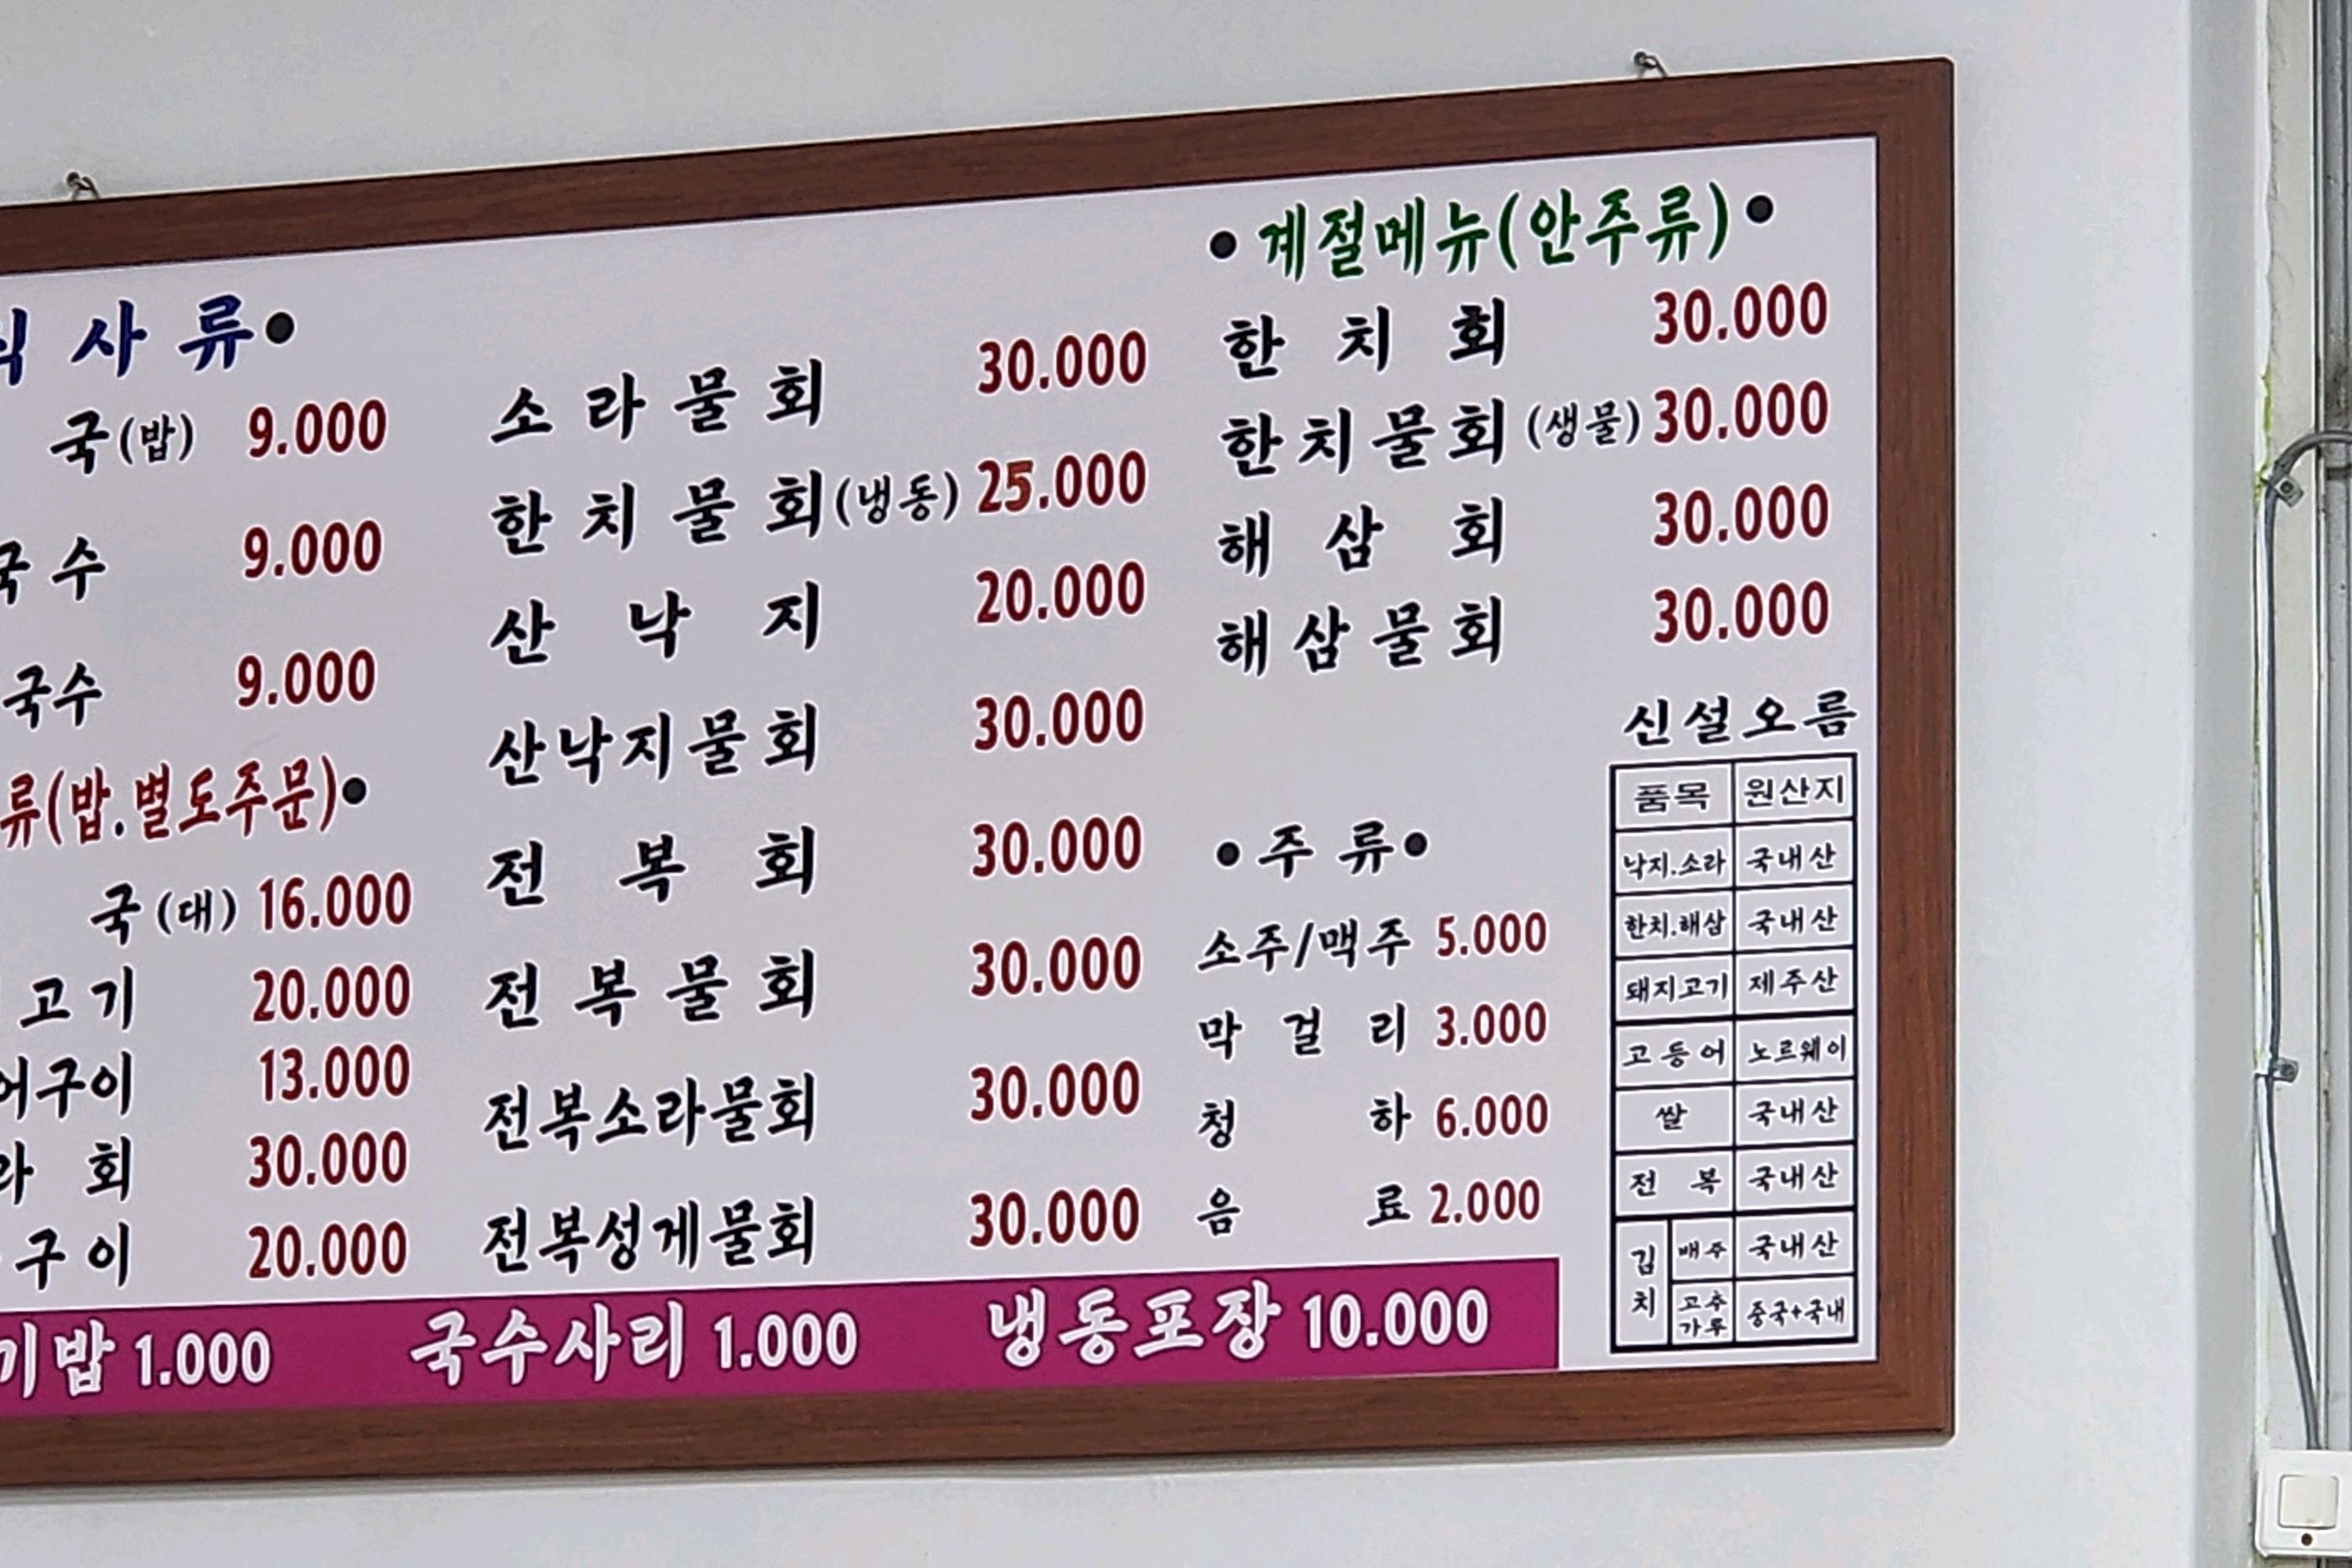 식 사 류•
국(밥) 9.000
국수 9.000
국수 9.000
류(밥.별도주문)•
국(대) 16.000
고기 20.000
어구이 13.000
라 회 30.000
구이 20.000
소라물회 30.000
한치물회(냉동) 25.000
산낙지 20.000
산낙지물회 30.000
전복회 30.000
전복물회 30.000
전복소라물회 30.000
전복성게물회 30.000
•계절메뉴(안주류)•
한치회 30.000
한치물회(생물) 30.000
해삼회 30.000
해삼물회 30.000
•주 류•
소주/맥주 5.000
막걸리 3.000
청하 6.000
음료 2.000
신설오름
품목 원산지
낙지.소라 국내산
한치.해삼 국내산
돼지고기 제주산
고등어 노르웨이
쌀 국내산
전복 국내산
김치 배추 국내산
고추가루 중국+국내
기밥 1.000 국수사리 1.000 냉동포장 10.000